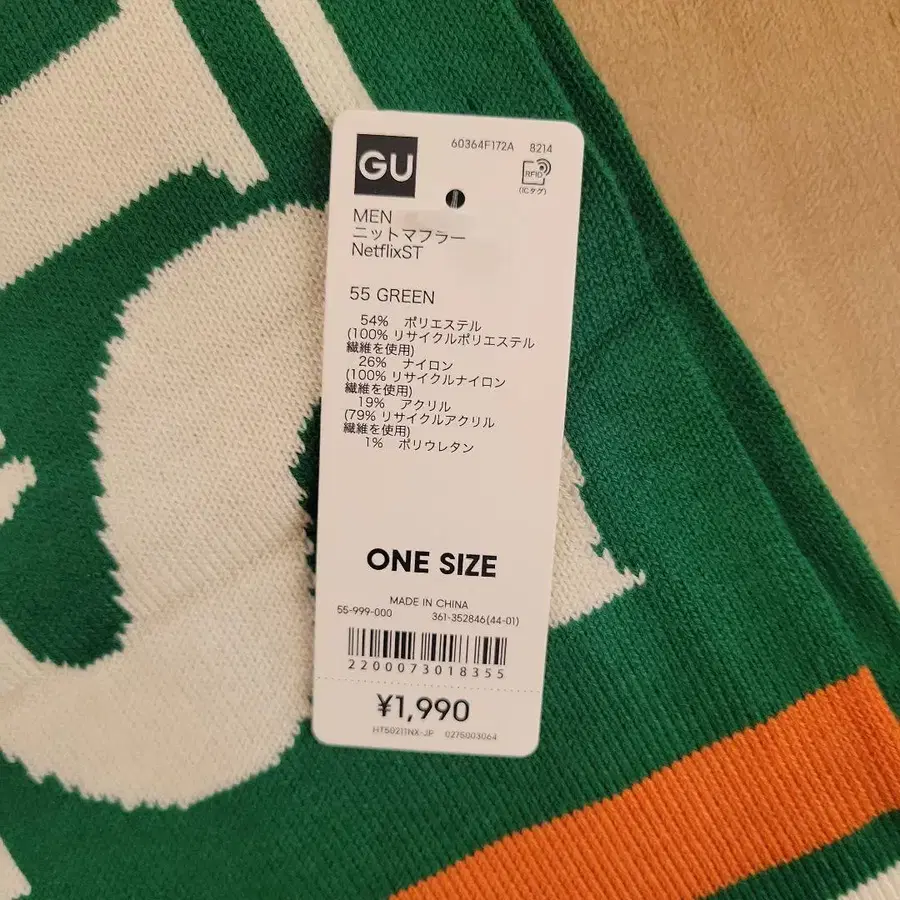 GU
60364F172A 8214
RFID
(ICタグ)
MEN
ニットマフラー
NetflixST
55 GREEN
54% ポリエステル
(100% リサイクルポリエステル
繊維を使用)
26% ナイロン
(100% リサイクルナイロン
繊維を使用)
19% アクリル
(79% リサイクルアクリル
繊維を使用)
1% ポリウレタン
ONE SIZE
MADE IN CHINA
55-999-000 361-352846(44-01)
2200073018355
¥1,990
HT50211NX-JP 0275003064